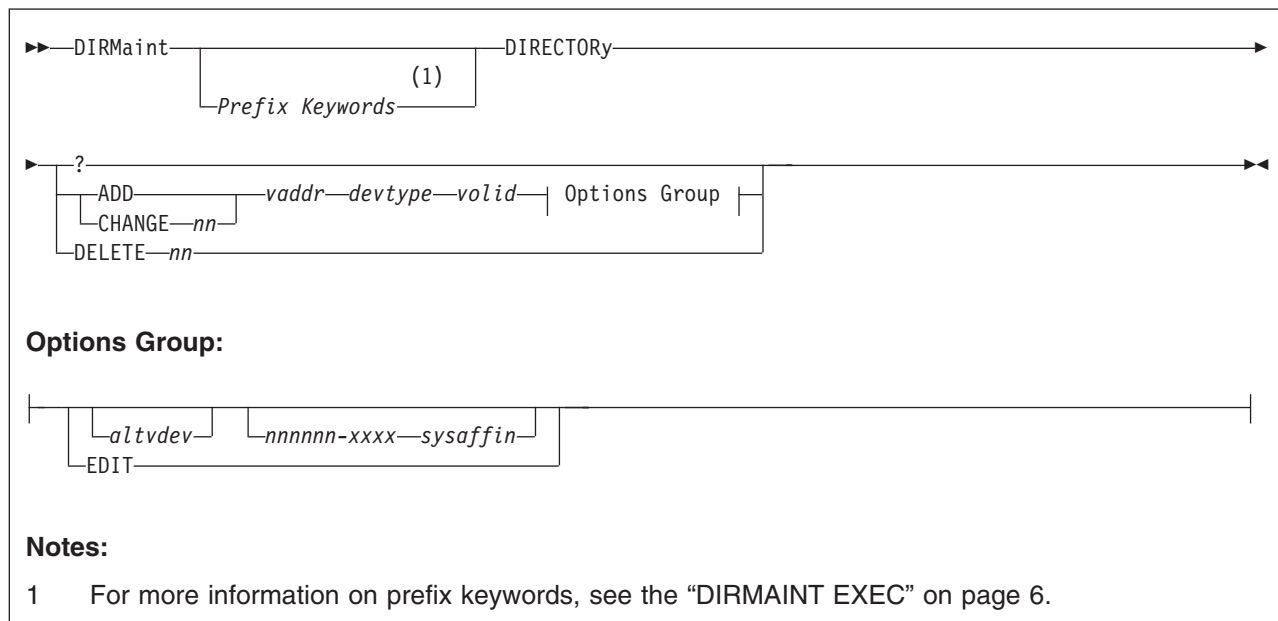 DIRMaint DIRECTORy
(1)
Prefix Keywords
?
ADD vaddr devtype volid Options Group
CHANGE nn
DELETE nn
Options Group:
altvdev nnnnnn-xxxx sysaffin
EDIT
Notes:
1 For more information on prefix keywords, see the “DIRMAINT EXEC” on page 6.